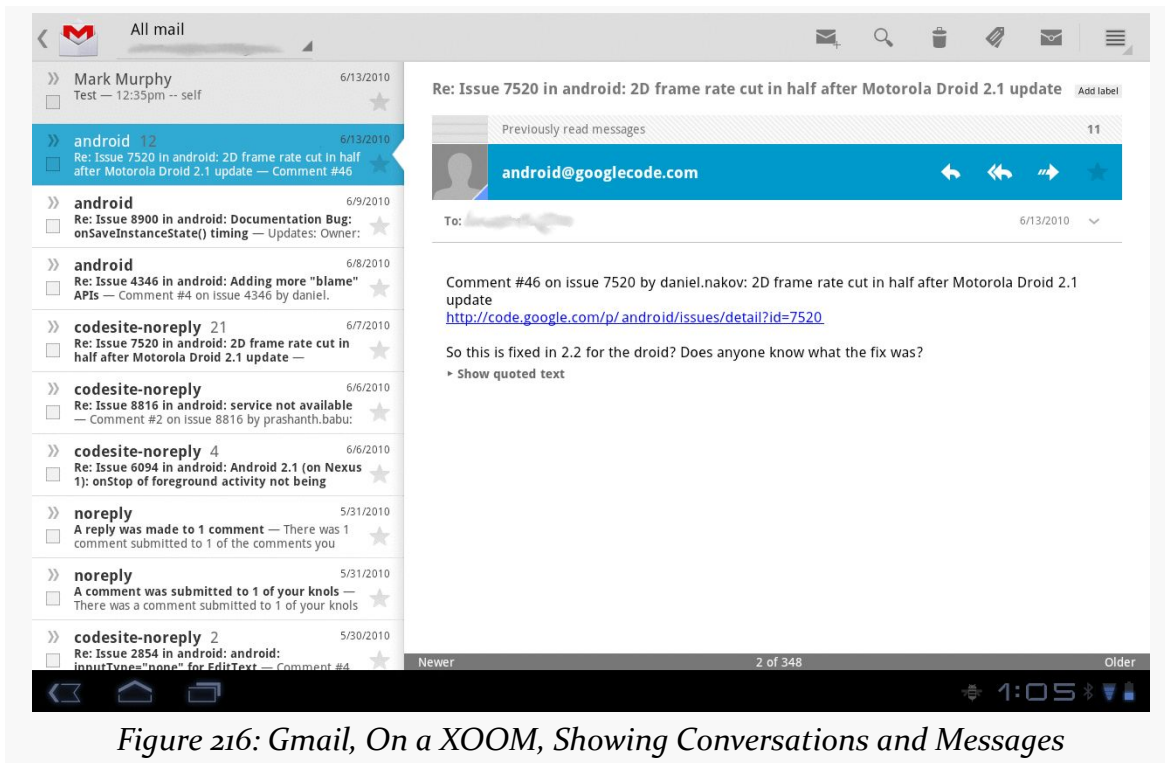 All mail
Mark Murphy 6/13/2010
Test — 12:35pm -- self
android 12 6/13/2010
Re: Issue 7520 in android: 2D frame rate cut in half
after Motorola Droid 2.1 update — Comment #46
android 6/9/2010
Re: Issue 8900 in android: Documentation Bug:
onSaveInstanceState() timing — Updates: Owner:
android 6/8/2010
Re: Issue 4346 in android: Adding more "blame"
APIs — Comment #4 on issue 4346 by daniel.
codesite-noreply 21 6/7/2010
Re: Issue 7520 in android: 2D frame rate cut in
half after Motorola Droid 2.1 update —
codesite-noreply 6/6/2010
Re: Issue 8816 in android: service not available
— Comment #2 on issue 8816 by prashanth.babu:
codesite-noreply 4 6/6/2010
Re: Issue 6094 in android: Android 2.1 (on Nexus
1): onStop of foreground activity not being
noreply 5/31/2010
A reply was made to 1 comment — There was 1
comment submitted to 1 of the comments you
noreply 5/31/2010
A comment was submitted to 1 of your knols —
There was a comment submitted to 1 of your knols
codesite-noreply 2 5/30/2010
Re: Issue 2854 in android: android:
inputType="none" for EditText — Comment #4
Re: Issue 7520 in android: 2D frame rate cut in half after Motorola Droid 2.1 update Add label
Previously read messages 11
android@googlecode.com
To: 6/13/2010
Comment #46 on issue 7520 by daniel.nakov: 2D frame rate cut in half after Motorola Droid 2.1
update
http://code.google.com/p/ android/issues/detail?id=7520
So this is fixed in 2.2 for the droid? Does anyone know what the fix was?
▸ Show quoted text
Newer 2 of 348 Older
1:05
Figure 216: Gmail, On a XOOM, Showing Conversations and Messages